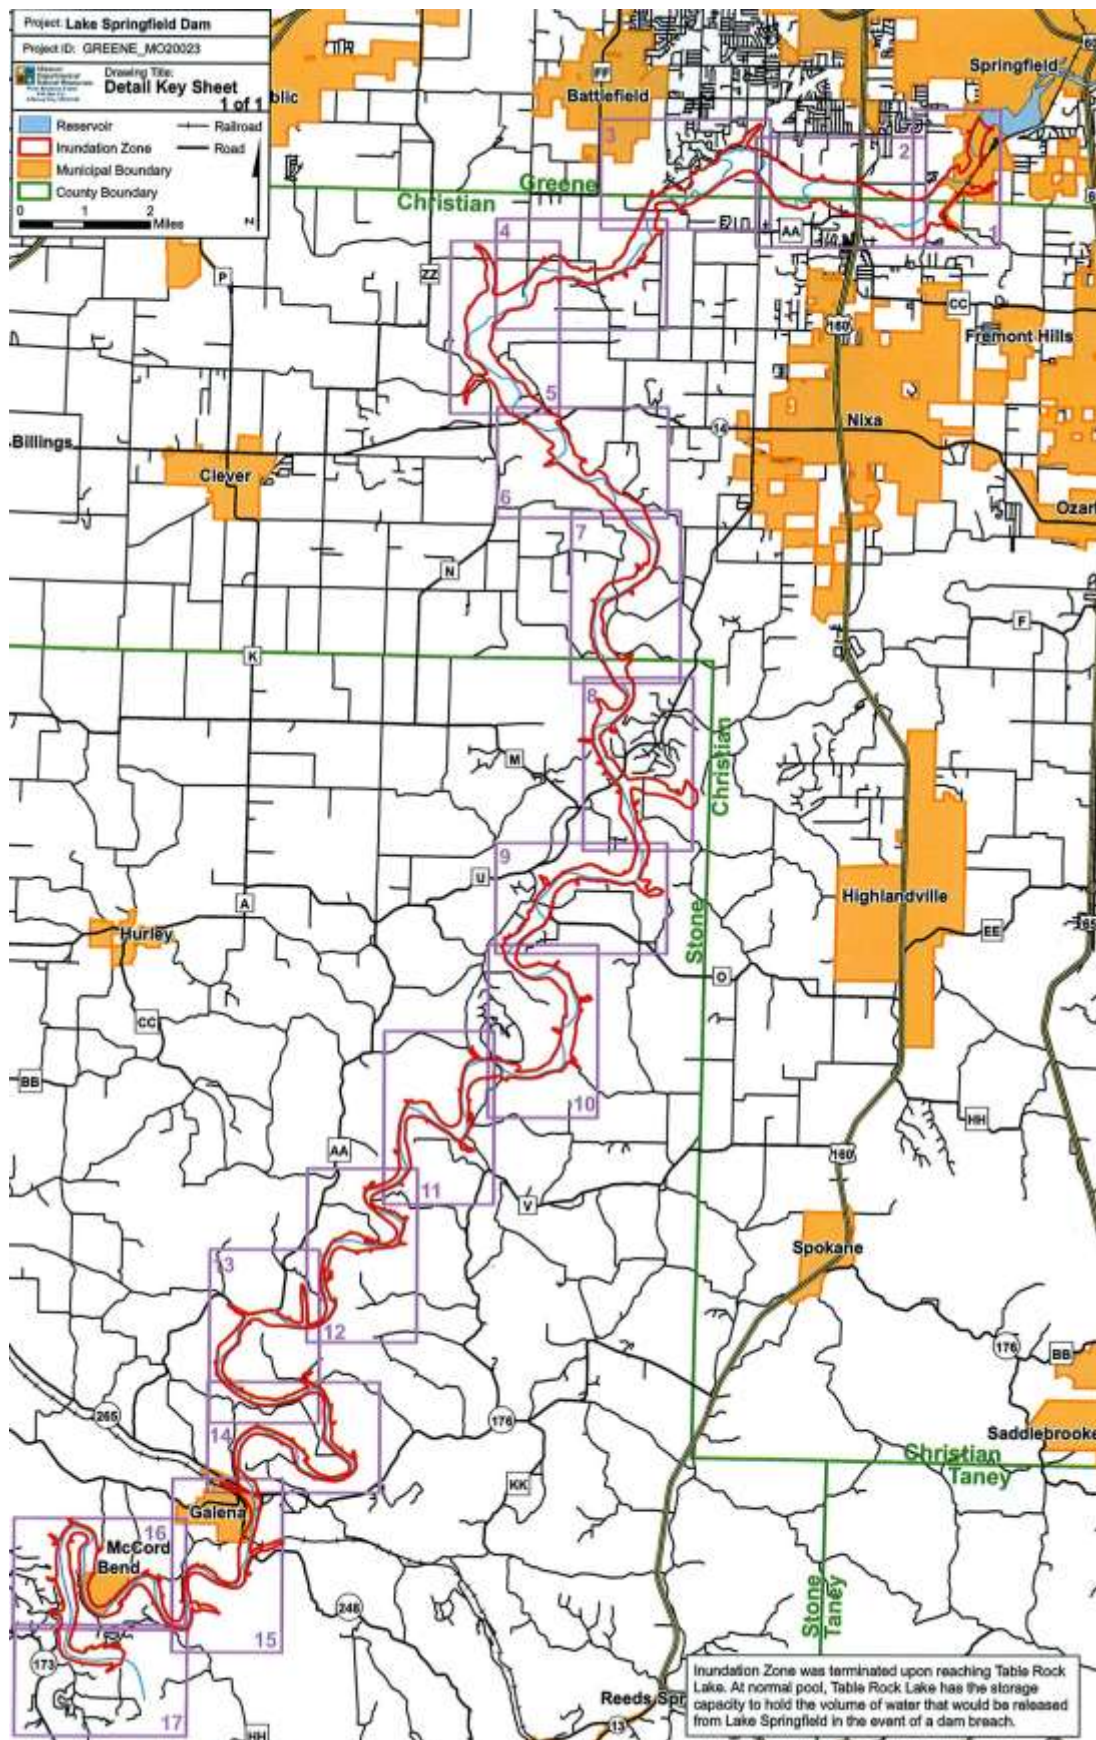 Project: Lake Springfield Dam
Project ID: GREENE_MO20023
Drawing Title:
Detail Key Sheet
1 of 1
Reservoir
Railroad
Inundation Zone
Road
Municipal Boundary
County Boundary
0 1 2
Miles
N
blic
FF
Battlefield
Springfield
60
3
2
1
Greene
Christian
AA
4
ZZ
P
CC
160
Fremont Hills
5
14
Nixa
Billings
Clever
6
7
Ozar
N
F
K
8
M
Christian
9
U
A
Hurley
Highlandville
Stone
EE
65
O
CC
BB
10
HH
AA
160
11
V
Spokane
13
12
176
BB
265
176
14
Saddlebrooke
Christian
Taney
KK
Galena
16
McCord
Bend
Stone
Taney
248
15
173
Inundation Zone was terminated upon reaching Table Rock
Lake. At normal pool, Table Rock Lake has the storage
capacity to hold the volume of water that would be released
from Lake Springfield in the event of a dam breach.
Reeds Spr
13
17
HH